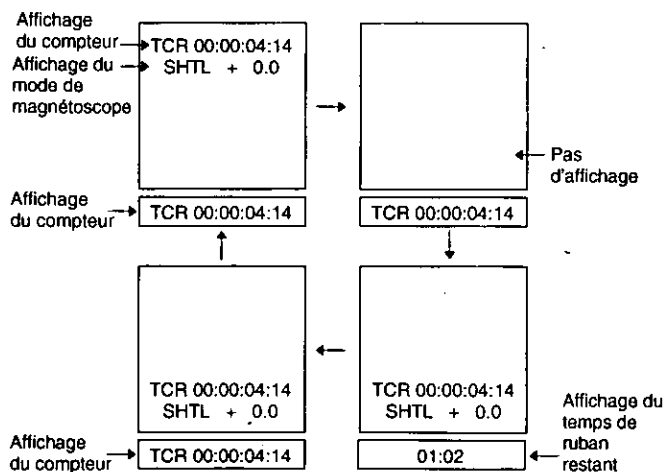 Affichage
du compteur
Affichage du
mode de
magnétoscope
TCR 00:00:04:14
SHTL + 0.0
Pas
d'affichage
Affichage
du compteur
TCR 00:00:04:14
TCR 00:00:04:14
TCR 00:00:04:14
SHTL + 0.0
TCR 00:00:04:14
SHTL + 0.0
Affichage
du compteur
TCR 00:00:04:14
01:02
Affichage du
temps de
ruban
restant